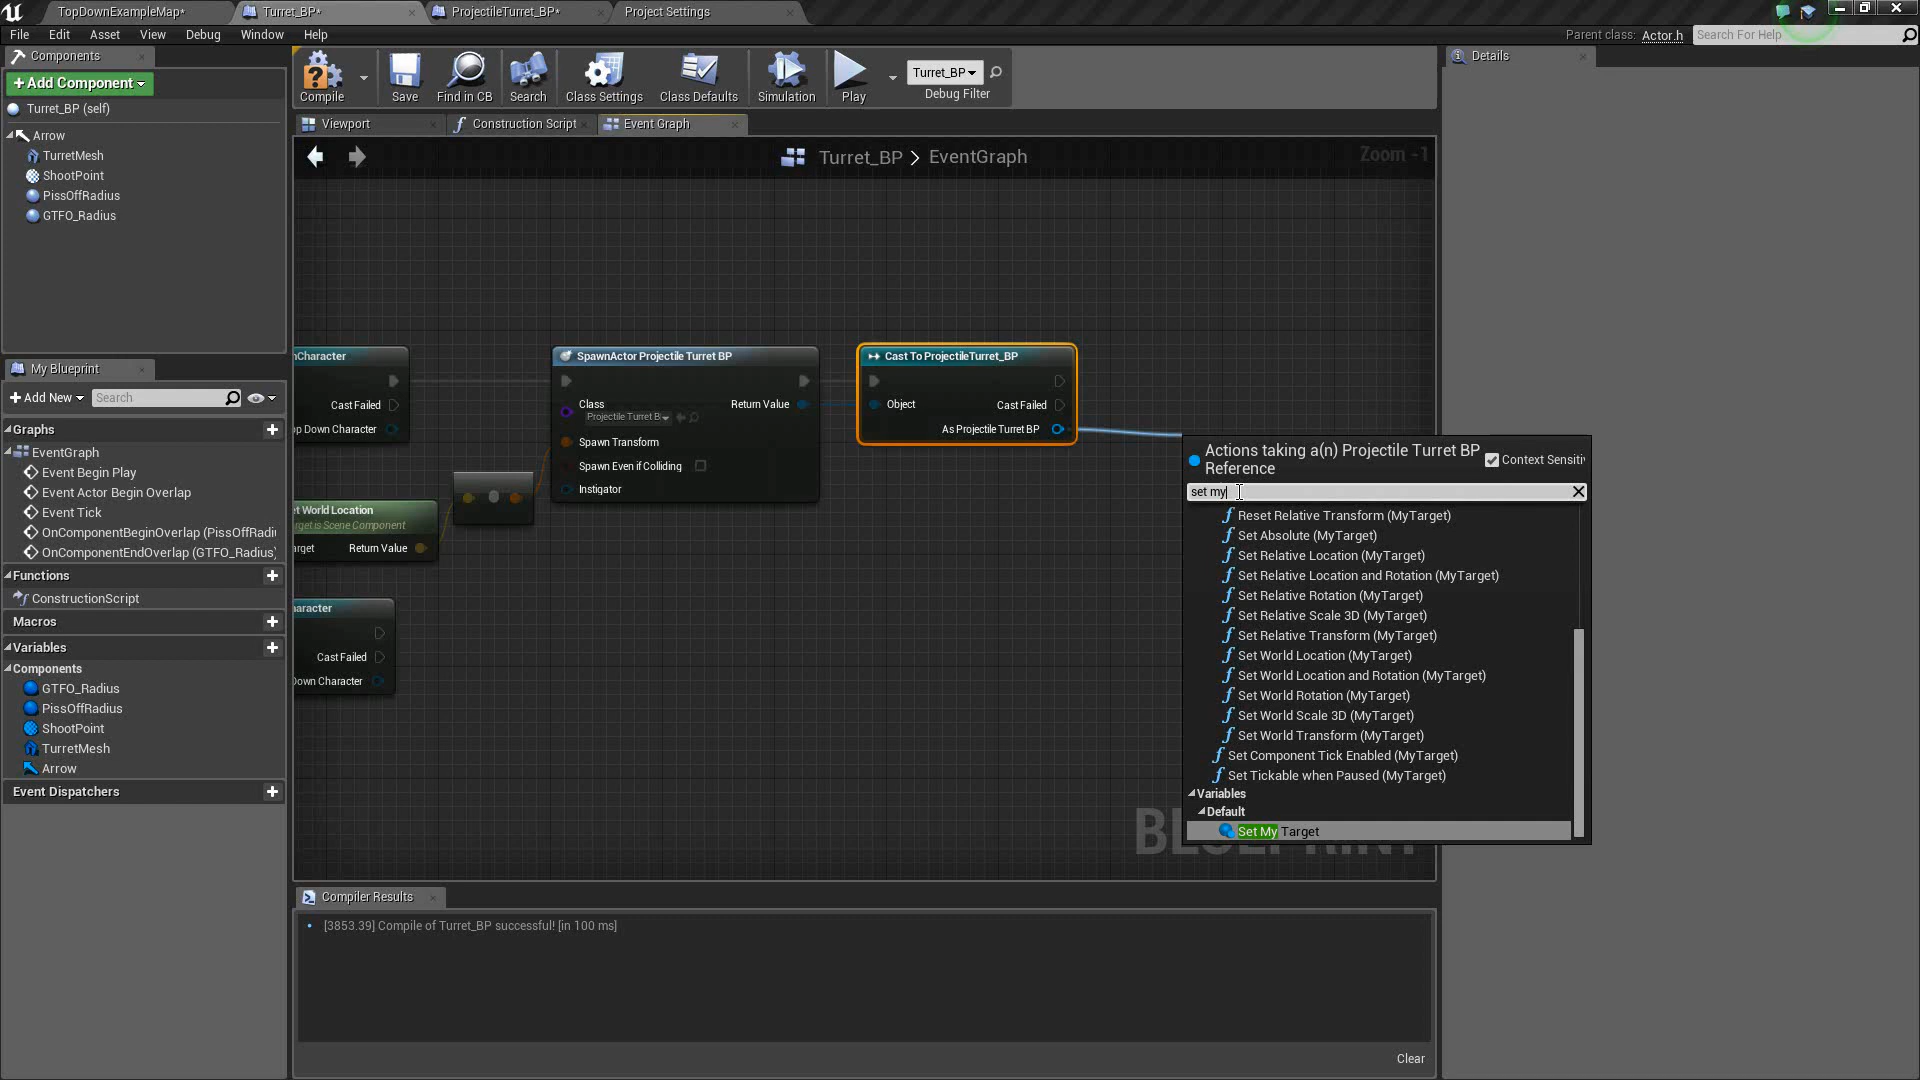 TopDownExampleMap*
Turret_BP*
ProjectileTurret_BP*
Project Settings
File
Edit
Asset
View
Debug
Window
Help
Parent class:
Actor.h
Search For Help
Components
+Add Component
Turret_BP (self)
Arrow
TurretMesh
ShootPoint
PissOffRadius
GTFO_Radius
Compile
Save
Find in CB
Search
Class Settings
Class Defaults
Simulation
Play
Turret_BP
Debug Filter
Details
Viewport
Construction Script
Event Graph
Turret_BP > EventGraph
Zoom -1
My Blueprint
+Add New
Search
Graphs
EventGraph
Event Begin Play
Event Actor Begin Overlap
Event Tick
OnComponentBeginOverlap (PissOffRadiu
OnComponentEndOverlap (GTFO_Radius)
Functions
ConstructionScript
Macros
Variables
Components
GTFO_Radius
PissOffRadius
ShootPoint
TurretMesh
Arrow
Event Dispatchers
nCharacter
Cast Failed
op Down Character
et World Location
arget is Scene Component
arget
Return Value
haracter
Cast Failed
Down Character
SpawnActor Projectile Turret BP
Class
Projectile Turret B
Return Value
Spawn Transform
Spawn Even if Colliding
Instigator
Cast To ProjectileTurret_BP
Object
Cast Failed
As Projectile Turret BP
Actions taking a(n) Projectile Turret BP
Reference
Context Sensiti
set my
Reset Relative Transform (MyTarget)
Set Absolute (MyTarget)
Set Relative Location (MyTarget)
Set Relative Location and Rotation (MyTarget)
Set Relative Rotation (MyTarget)
Set Relative Scale 3D (MyTarget)
Set Relative Transform (MyTarget)
Set World Location (MyTarget)
Set World Location and Rotation (MyTarget)
Set World Rotation (MyTarget)
Set World Scale 3D (MyTarget)
Set World Transform (MyTarget)
Set Component Tick Enabled (MyTarget)
Set Tickable when Paused (MyTarget)
Variables
Default
Set My Target
Compiler Results
[3853.39] Compile of Turret_BP successful! [in 100 ms]
Clear